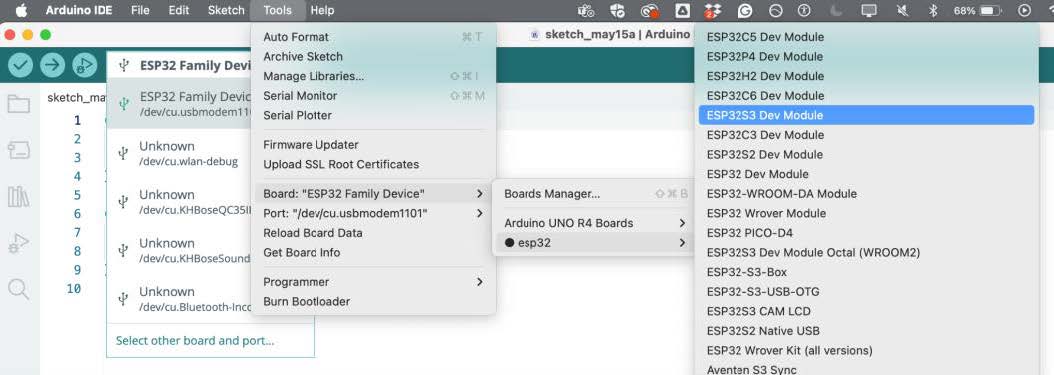 Arduino IDE File Edit Sketch Tools Help 68%
sketch_may15a | Arduino
ESP32 Family Devi
sketch_ma
ESP32 Family Devic
/dev/cu.usbmodem110
Unknown
/dev/cu.wlan-debug
Unknown
/dev/cu.KHBoseQC35II
Unknown
/dev/cu.KHBoseSound
Unknown
/dev/cu.Bluetooth-Inco
Select other board and port...
1
2
3
4
5
6
7
8
9
10
Auto Format ⌘ T
Archive Sketch
Manage Libraries... ⇧ ⌘ I
Serial Monitor ⇧ ⌘ M
Serial Plotter
Firmware Updater
Upload SSL Root Certificates
Board: "ESP32 Family Device"
Port: "/dev/cu.usbmodem1101"
Reload Board Data
Get Board Info
Programmer
Burn Bootloader
Boards Manager... ⇧ ⌘ B
Arduino UNO R4 Boards
esp32
ESP32C5 Dev Module
ESP32P4 Dev Module
ESP32H2 Dev Module
ESP32C6 Dev Module
ESP32S3 Dev Module
ESP32C3 Dev Module
ESP32S2 Dev Module
ESP32 Dev Module
ESP32-WROOM-DA Module
ESP32 Wrover Module
ESP32 PICO-D4
ESP32S3 Dev Module Octal (WROOM2)
ESP32-S3-Box
ESP32-S3-USB-OTG
ESP32S3 CAM LCD
ESP32S2 Native USB
ESP32 Wrover Kit (all versions)
Aventen S3 Sync